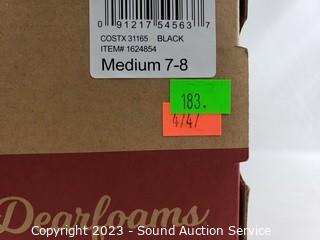 0 91217 54563 7
COSTX 31165 BLACK
ITEM# 1624854
Medium 7-8
183.
4747
Dearfoams
Copyright 2023 - Sound Auction Service